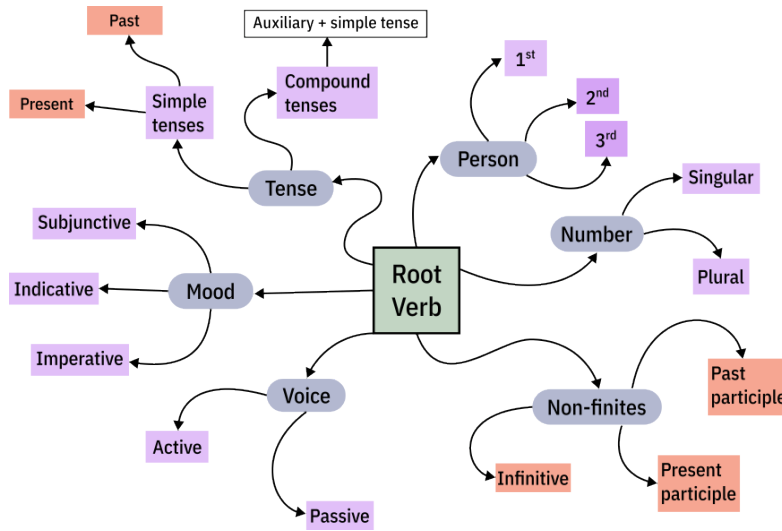 Past
Auxiliary + simple tense
Present
Simple
tenses
Compound
tenses
Tense
1st
2nd
3rd
Person
Singular
Number
Plural
Subjunctive
Indicative
Mood
Imperative
Root
Verb
Voice
Active
Passive
Non-finites
Infinitive
Past
participle
Present
participle